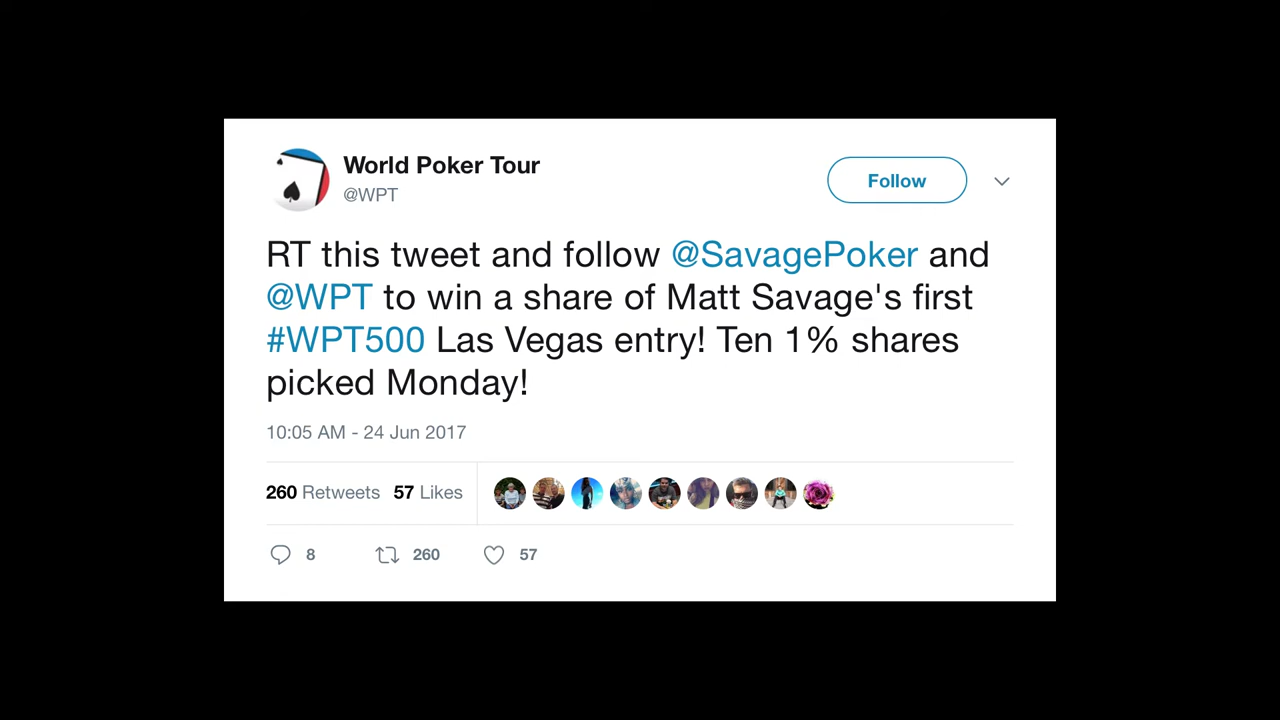 World Poker Tour
@WPT
Follow
RT this tweet and follow @SavagePoker and
@WPT to win a share of Matt Savage's first
#WPT500 Las Vegas entry! Ten 1% shares
picked Monday!
10:05 AM - 24 Jun 2017
260 Retweets 57 Likes
8 260 57